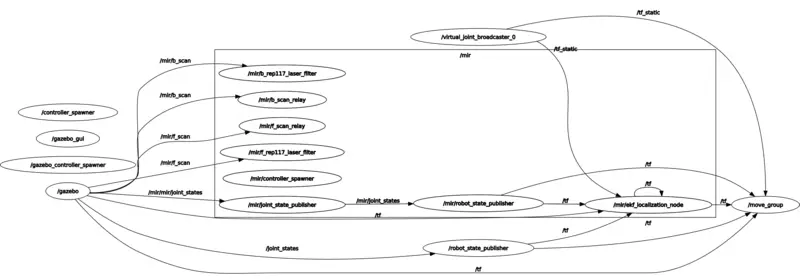 /tf_static
/virtual_joint_broadcaster_0
/tf_static
/mir
/mir/b_scan
/mir/b_rep117_laser_filter
/mir/b_scan
/mir/b_scan_relay
/controller_spawner
/mir/f_scan
/mir/f_scan_relay
/gazebo_gui
/mir/f_rep117_laser_filter
/mir/f_scan
/gazebo_controller_spawner
/tf
/mir/controller_spawner
/tf
/gazebo
/mir/mir/joint_states
/mir/joint_state_publisher
/mir/joint_states
/mir/robot_state_publisher
/tf
/mir/ekf_localization_node
/tf
/move_group
/tf
/tf
/tf
/joint_states
/robot_state_publisher
/tf